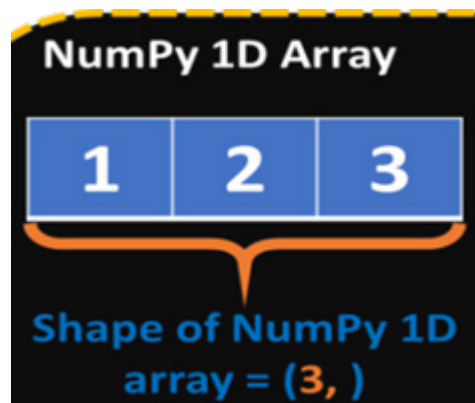 NumPy 1D Array
1 2 3
Shape of NumPy 1D
array = (3, )